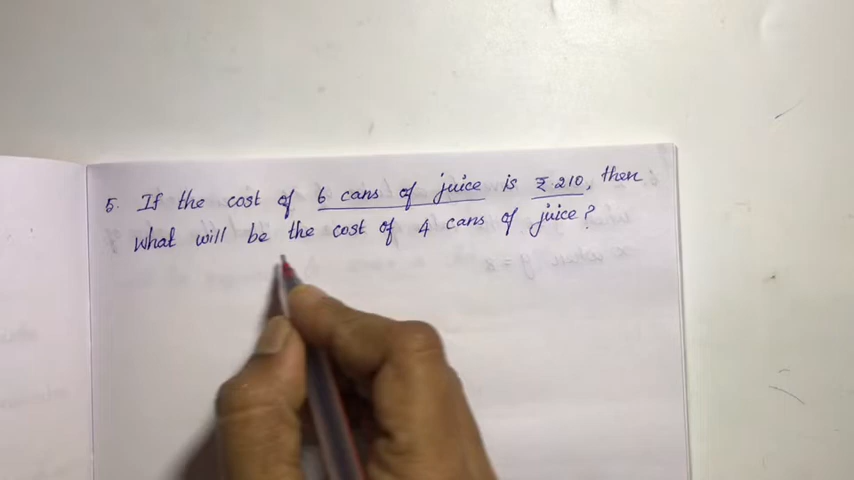 5. If the cost of 6 cans of juice is ₹.210, then
what will be the cost of 4 cans of juice?